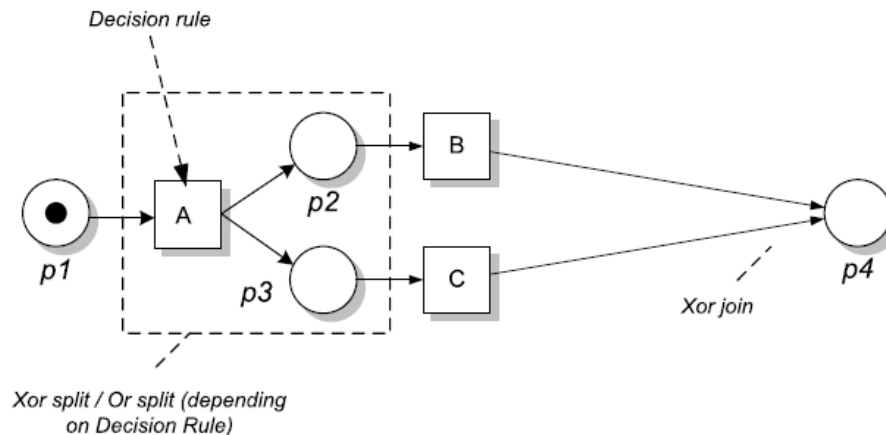 Decision rule
p1
A
p2
p3
B
C
p4
Xor join
Xor split / Or split (depending
on Decision Rule)